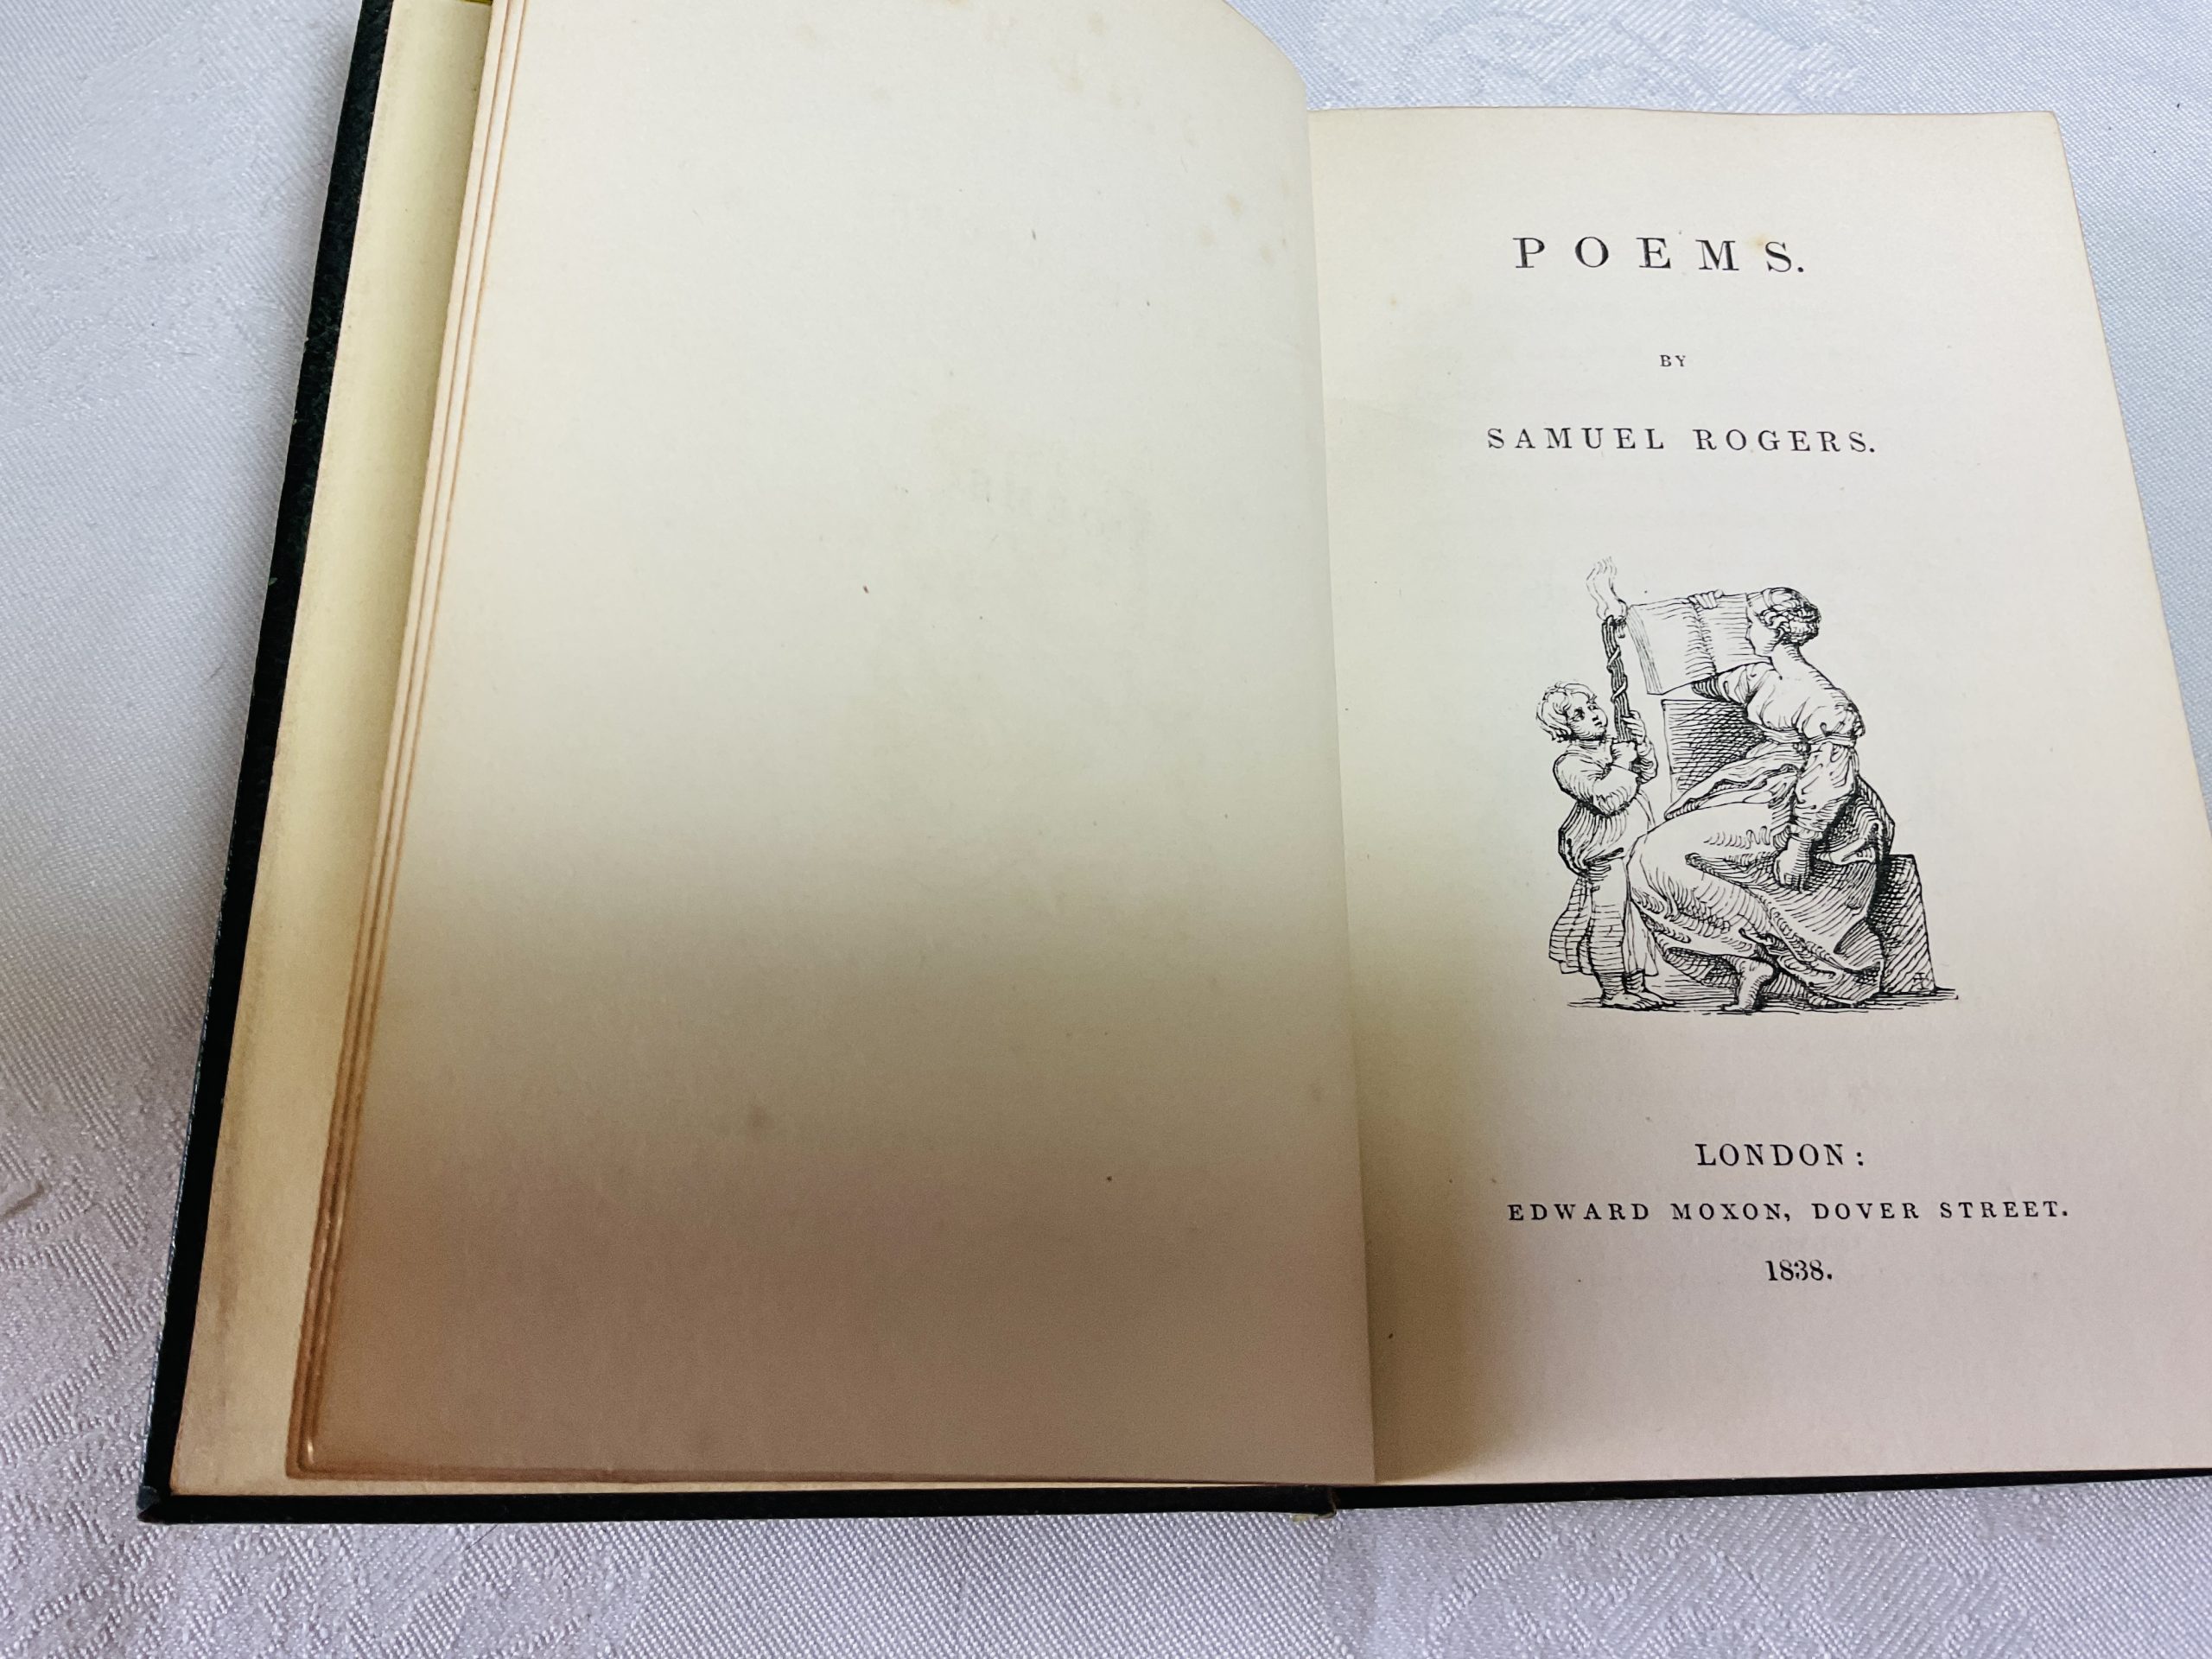 POEMS.
BY
SAMUEL ROGERS.
LONDON:
EDWARD MOXON, DOVER STREET.
1838.